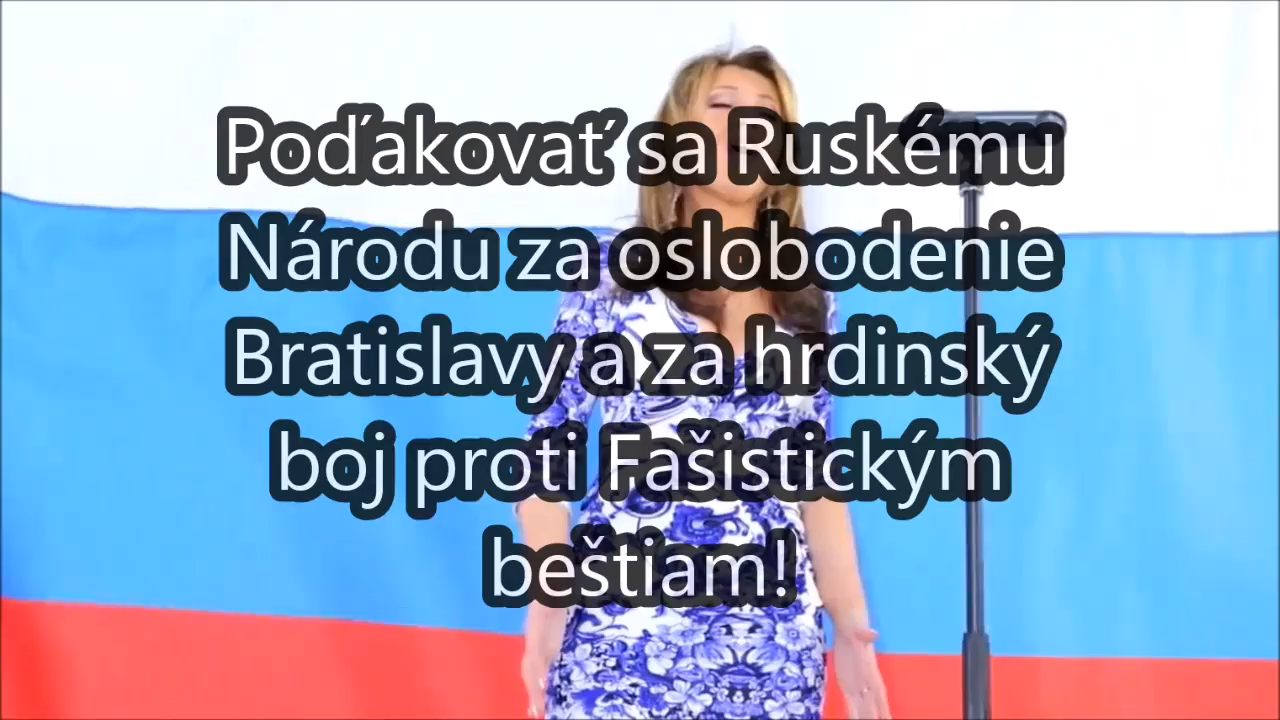 Poďakovať sa Ruskému
Národu za oslobodenie
Bratislavy a za hrdinský
boj proti Fašistickým
beštiam!